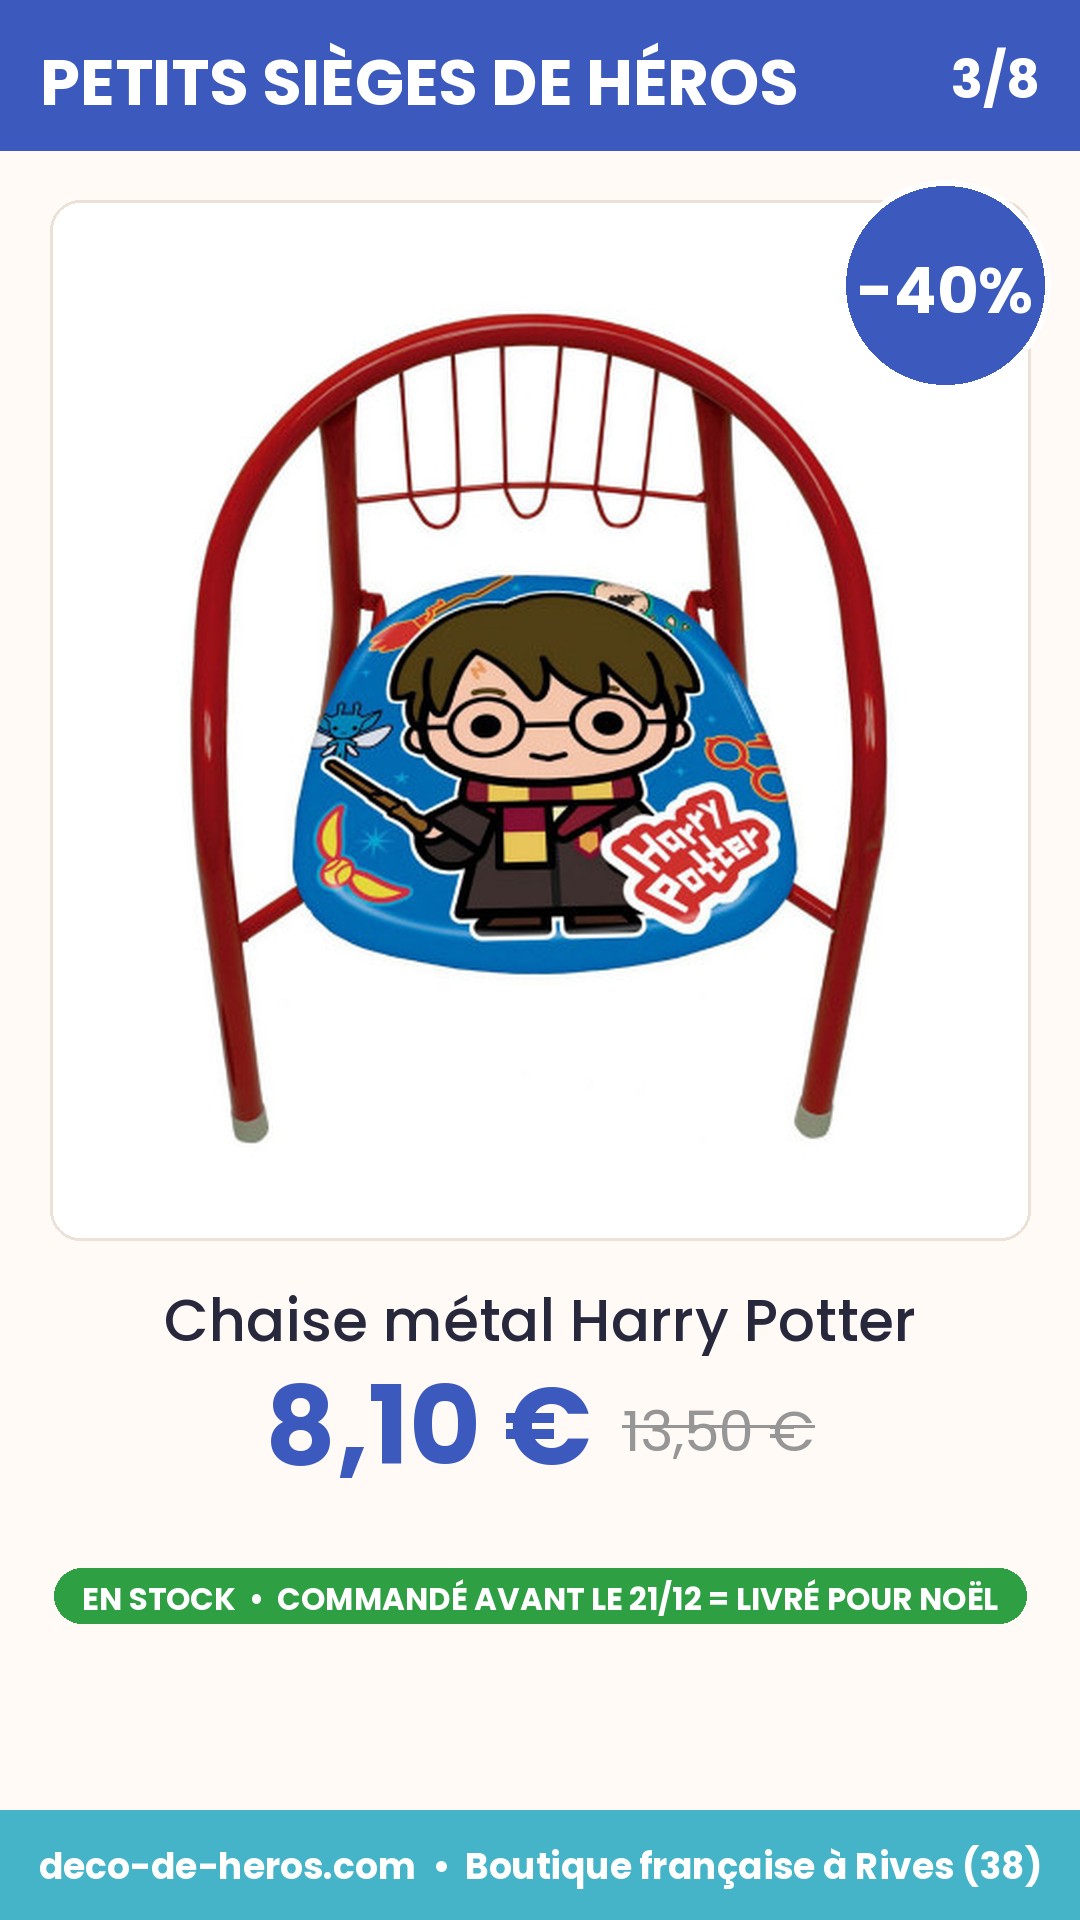 PETITS SIÈGES DE HÉROS
3/8
-40%
Harry
Potter
Chaise métal Harry Potter
8,10 € 13,50 €
EN STOCK • COMMANDÉ AVANT LE 21/12 = LIVRÉ POUR NOËL
deco-de-heros.com • Boutique française à Rives (38)